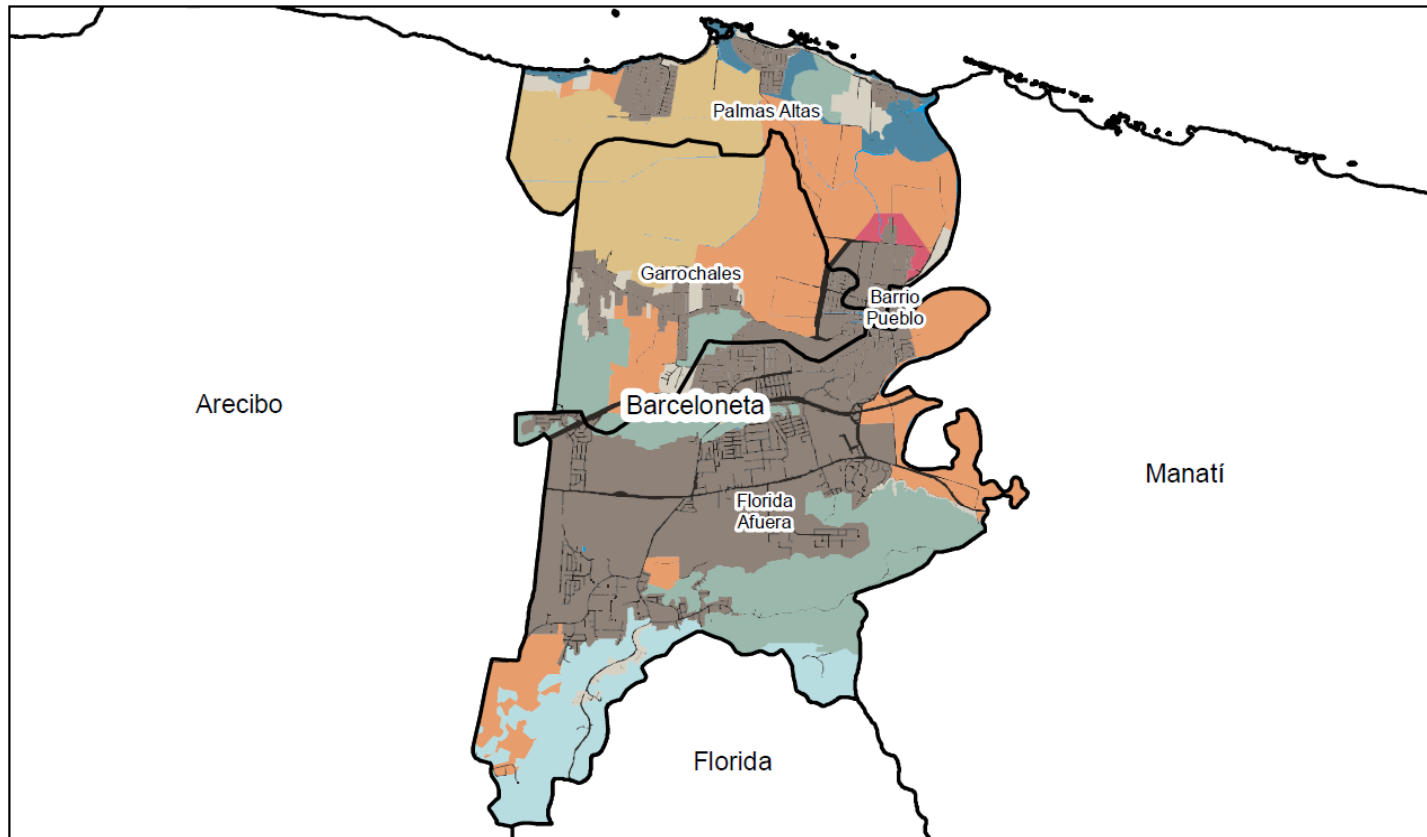 Palmas Altas
Garrochales
Barrio
Pueblo
Arecibo
Barceloneta
Manatí
Florida
Afuera
Florida